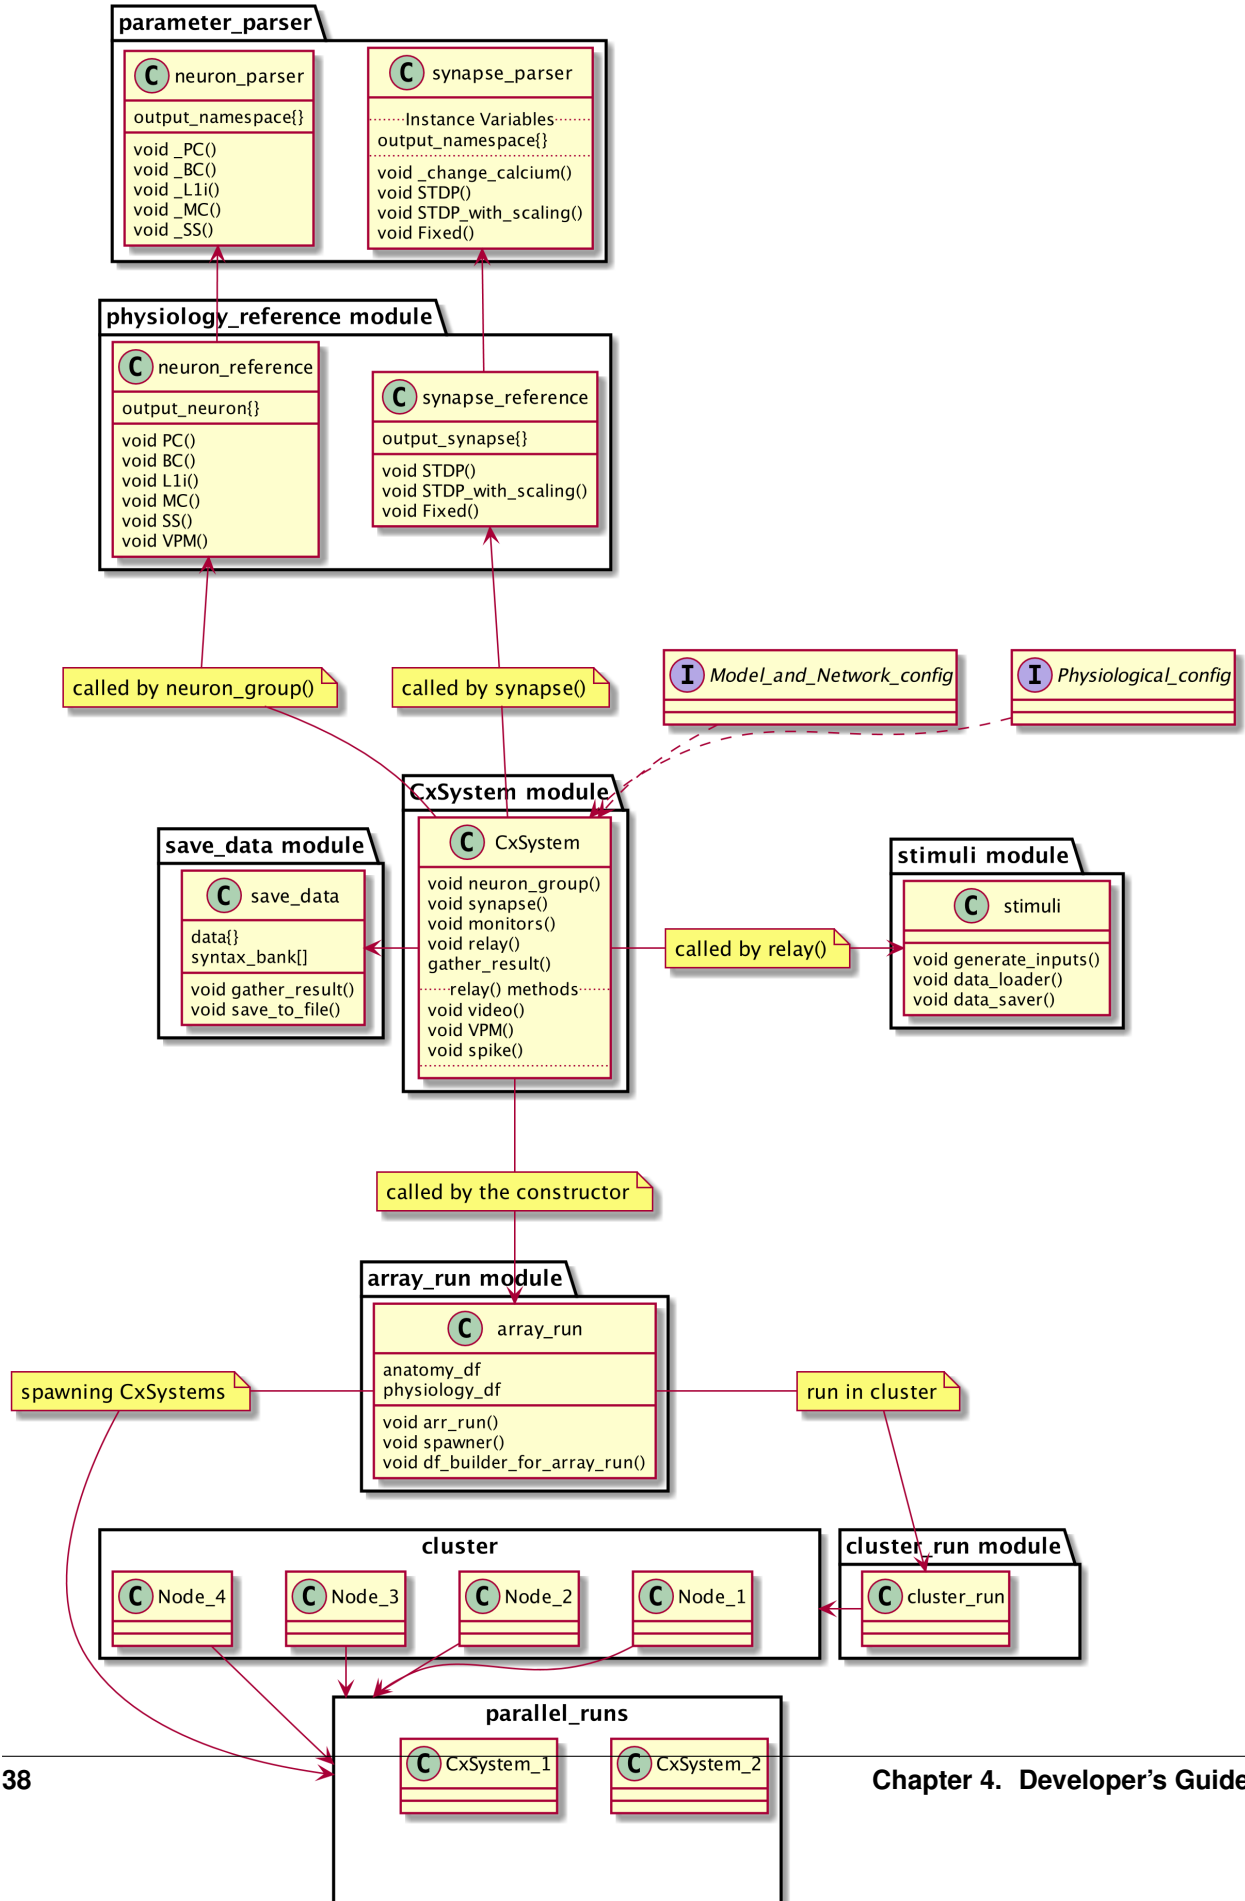 parameter_parser
C neuron_parser
output_namespace{}
void _PC()
void _BC()
void _L1i()
void _MC()
void _SS()
C synapse_parser
Instance Variables
output_namespace{}
void _change_calcium()
void STDP()
void STDP_with_scaling()
void Fixed()
physiology_reference module
C neuron_reference
output_neuron{}
void PC()
void BC()
void L1i()
void MC()
void SS()
void VPM()
C synapse_reference
output_synapse{}
void STDP()
void STDP_with_scaling()
void Fixed()
called by neuron_group()
called by synapse()
I Model_and_Network_config
I Physiological_config
CxSystem module
C CxSystem
void neuron_group()
void synapse()
void monitors()
void relay()
gather_result()
relay() methods
void video()
void VPM()
void spike()
save_data module
C save_data
data{}
syntax_bank[]
void gather_result()
void save_to_file()
called by relay()
stimuli module
C stimuli
void generate_inputs()
void data_loader()
void data_saver()
called by the constructor
array_run module
C array_run
anatomy_df
physiology_df
void arr_run()
void spawner()
void df_builder_for_array_run()
spawning CxSystems
run in cluster
cluster
C Node_4
C Node_3
C Node_2
C Node_1
cluster_run module
C cluster_run
parallel_runs
C CxSystem_1
C CxSystem_2
38
Chapter 4. Developer's Guide